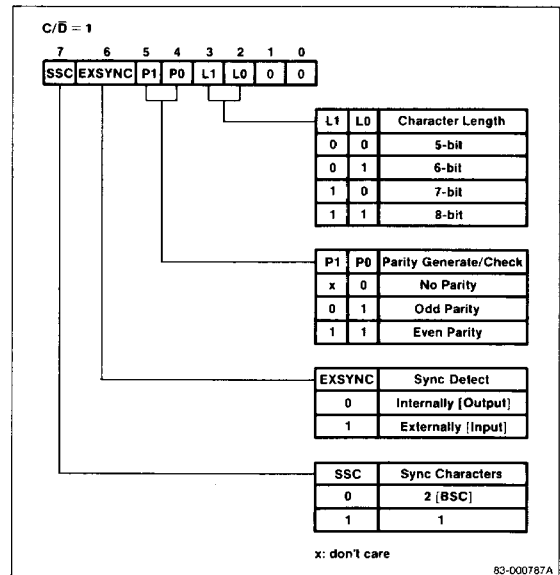 C/D̅ = 1
7 6 5 4 3 2 1 0
SSC EXSYNC P1 P0 L1 L0 0 0
L1 L0 Character Length
0 0 5-bit
0 1 6-bit
1 0 7-bit
1 1 8-bit
P1 P0 Parity Generate/Check
x 0 No Parity
0 1 Odd Parity
1 1 Even Parity
EXSYNC Sync Detect
0 Internally [Output]
1 Externally [Input]
SSC Sync Characters
0 2 [BSC]
1 1
x: don't care
83-000787A